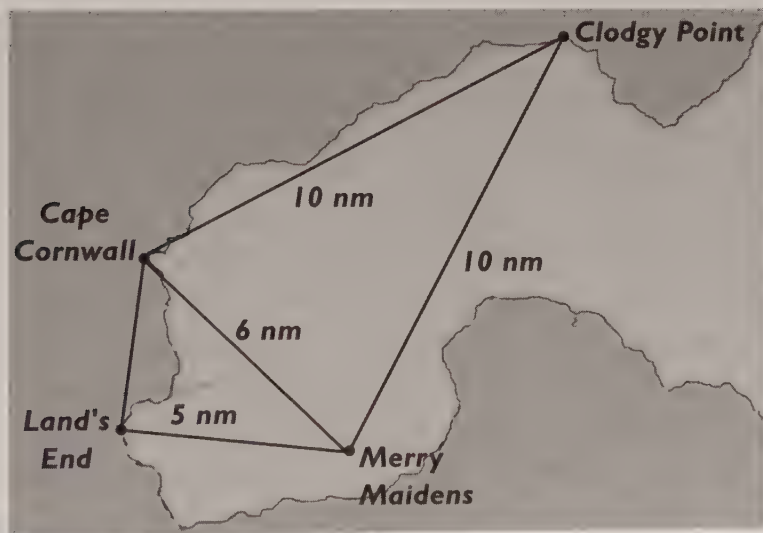 Clodgy Point
10 nm
Cape
Cornwall
10 nm
6 nm
Land's
End
5 nm
Merry
Maidens